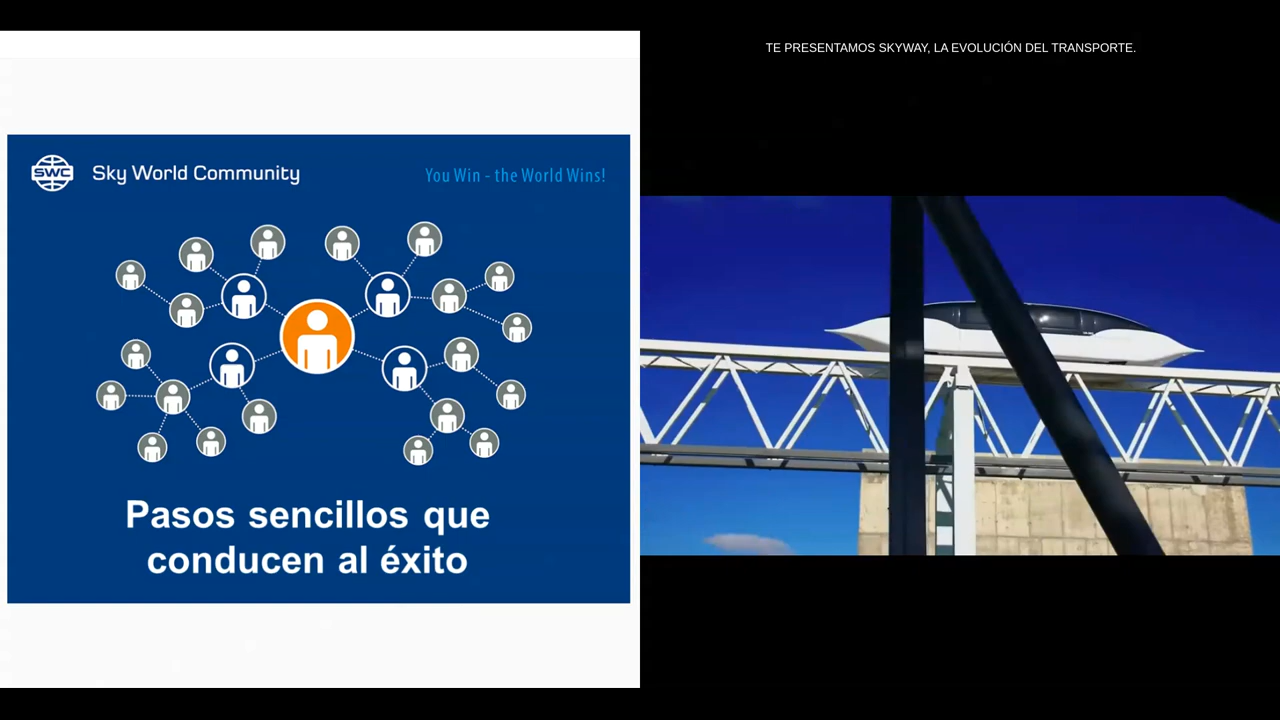 SWC
Sky World Community
You Win - the World Wins!
Pasos sencillos que
conducen al éxito
TE PRESENTAMOS SKYWAY, LA EVOLUCIÓN DEL TRANSPORTE.